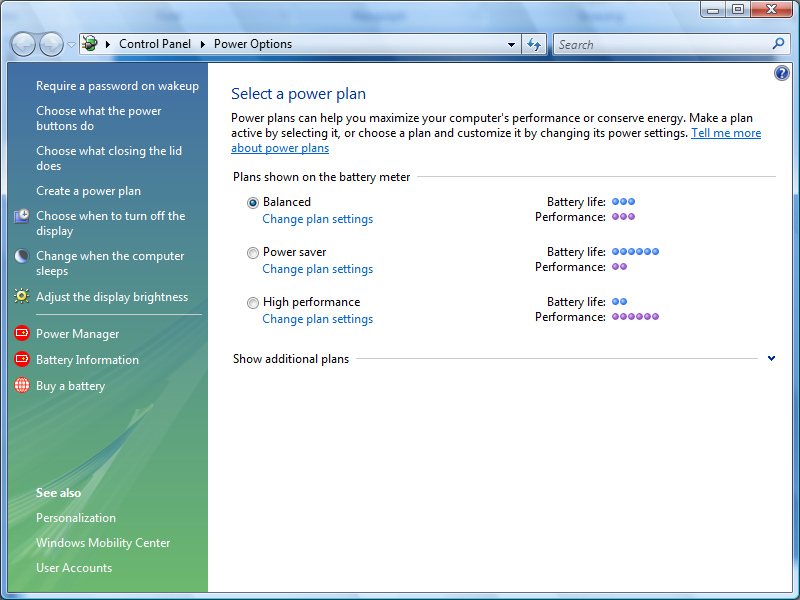 Control Panel
Power Options
Search
Require a password on wakeup
Choose what the power
buttons do
Choose what closing the lid
does
Create a power plan
Choose when to turn off the
display
Change when the computer
sleeps
Adjust the display brightness
Power Manager
Battery Information
Buy a battery
See also
Personalization
Windows Mobility Center
User Accounts
?
Select a power plan
Power plans can help you maximize your computer's performance or conserve energy. Make a plan
active by selecting it, or choose a plan and customize it by changing its power settings. Tell me more
about power plans
Plans shown on the battery meter
Balanced Battery life:
Change plan settings Performance:
Power saver Battery life:
Change plan settings Performance:
High performance Battery life:
Change plan settings Performance:
Show additional plans